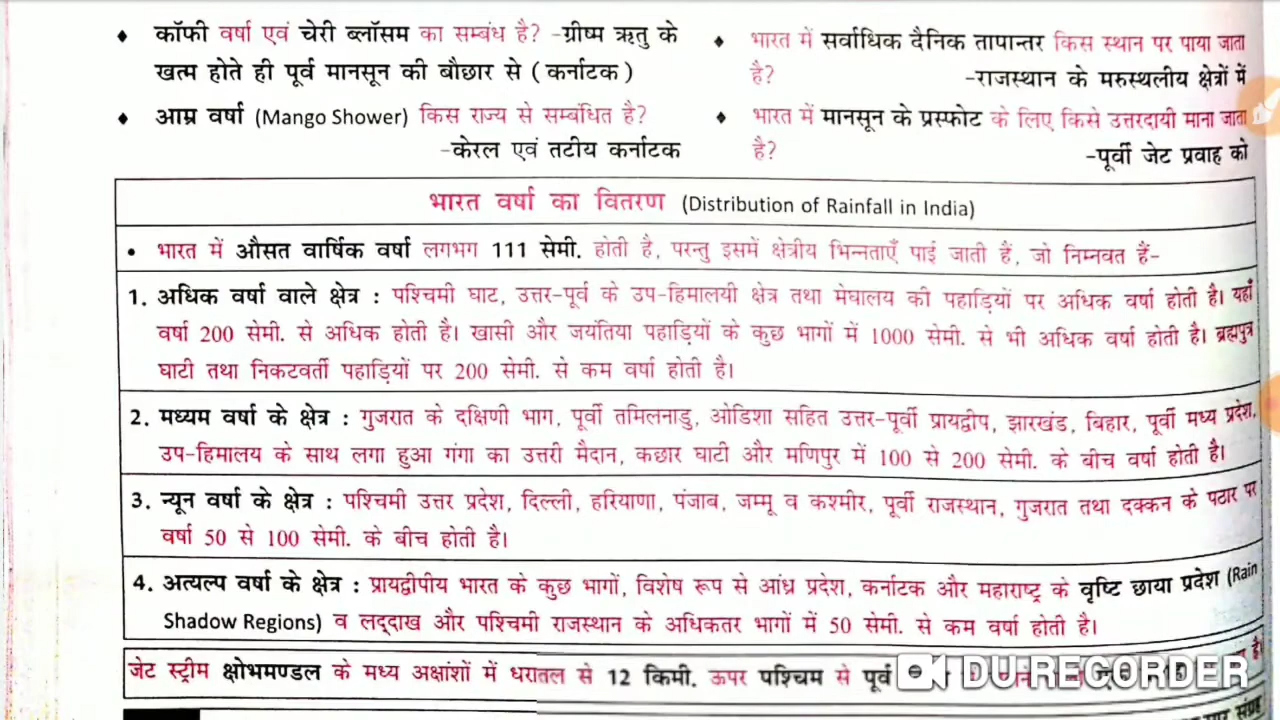 ♦ कॉफी वर्षा एवं चेरी ब्लॉसम का सम्बंध है? -ग्रीष्म ऋतु के
खत्म होते ही पूर्व मानसून की बौछार से (कर्नाटक)
♦ आम्र वर्षा (Mango Shower) किस राज्य से सम्बंधित है?
-केरल एवं तटीय कर्नाटक
♦ भारत में सर्वाधिक दैनिक तापान्तर किस स्थान पर पाया जाता
है? -राजस्थान के मरुस्थलीय क्षेत्रों में
♦ भारत में मानसून के प्रस्फोट के लिए किसे उत्तरदायी माना जाता
है? -पूर्वी जेट प्रवाह को
भारत वर्षा का वितरण (Distribution of Rainfall in India)
• भारत में औसत वार्षिक वर्षा लगभग 111 सेमी. होती है, परन्तु इसमें क्षेत्रीय भिन्नताएँ पाई जाती हैं, जो निम्नवत हैं-
1. अधिक वर्षा वाले क्षेत्र : पश्चिमी घाट, उत्तर-पूर्व के उप-हिमालयी क्षेत्र तथा मेघालय की पहाड़ियों पर अधिक वर्षा होती है। यहाँ
वर्षा 200 सेमी. से अधिक होती है। खासी और जयंतिया पहाड़ियों के कुछ भागों में 1000 सेमी. से भी अधिक वर्षा होती है। ब्रह्मपुत्र
घाटी तथा निकटवर्ती पहाड़ियों पर 200 सेमी. से कम वर्षा होती है।
2. मध्यम वर्षा के क्षेत्र : गुजरात के दक्षिणी भाग, पूर्वी तमिलनाडु, ओडिशा सहित उत्तर-पूर्वी प्रायद्वीप, झारखंड, बिहार, पूर्वी मध्य प्रदेश,
उप-हिमालय के साथ लगा हुआ गंगा का उत्तरी मैदान, कछार घाटी और मणिपुर में 100 से 200 सेमी. के बीच वर्षा होती है।
3. न्यून वर्षा के क्षेत्र : पश्चिमी उत्तर प्रदेश, दिल्ली, हरियाणा, पंजाब, जम्मू व कश्मीर, पूर्वी राजस्थान, गुजरात तथा दक्कन के पठार पर
वर्षा 50 से 100 सेमी. के बीच होती है।
4. अत्यल्प वर्षा के क्षेत्र : प्रायद्वीपीय भारत के कुछ भागों, विशेष रूप से आंध्र प्रदेश, कर्नाटक और महाराष्ट्र के वृष्टि छाया प्रदेश (Rain
Shadow Regions) व लद्दाख और पश्चिमी राजस्थान के अधिकतर भागों में 50 सेमी. से कम वर्षा होती है।
जेट स्ट्रीम क्षोभमण्डल के मध्य अक्षांशों में धरातल से 12 किमी. ऊपर पश्चिम से पूर्व
DU RECORDER